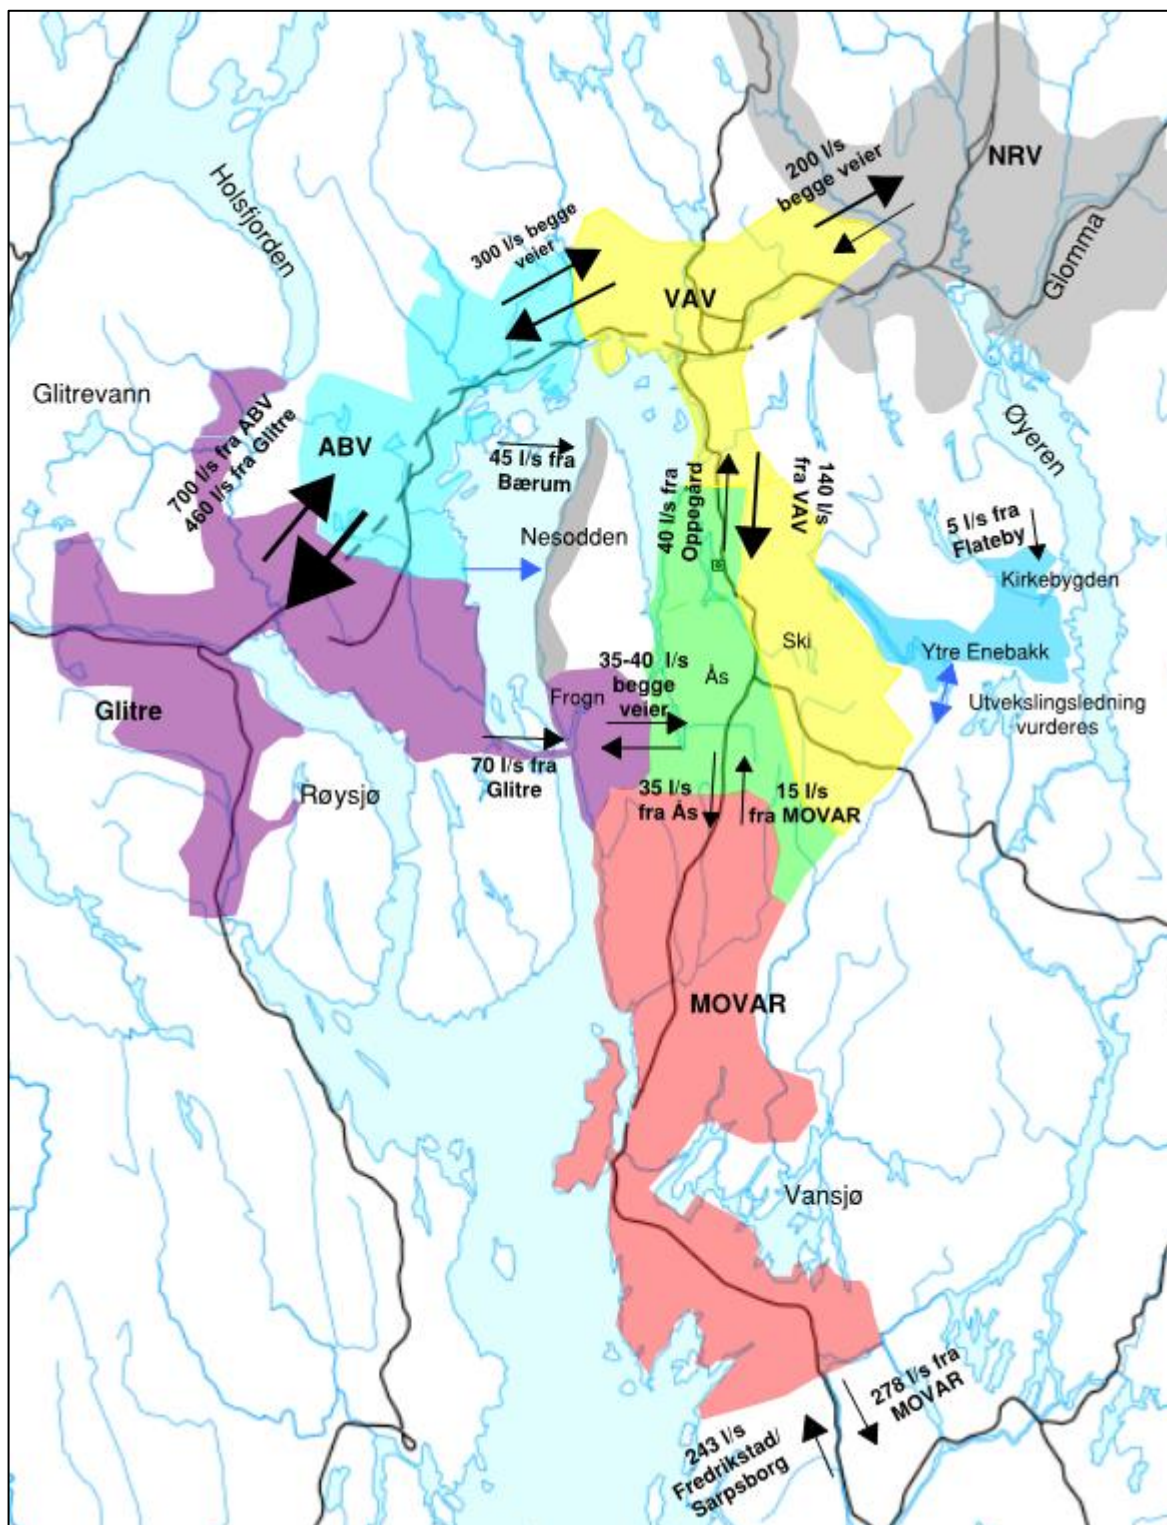 200 l/s
begge veier
NRV
Holsfjorden
300 l/s begge
veier
Glomma
VAV
Glitrevann
Øyeren
700 l/s fra ABV
460 l/s fra Glitre
ABV
45 l/s fra
Bærum
40 l/s fra
Oppegård
140 l/s
fra VAV
5 l/s fra
Flateby
Nesodden
Kirkebygden
Ski
Ytre Enebakk
35-40 l/s
begge
veier
Ås
Frogn
Utvekslingsledning
vurderes
Glitre
70 l/s fra
Glitre
Røysjø
35 l/s
fra Ås
15 l/s
fra MOVAR
MOVAR
Vansjø
278 l/s fra
MOVAR
243 l/s
Fredrikstad/
Sarpsborg